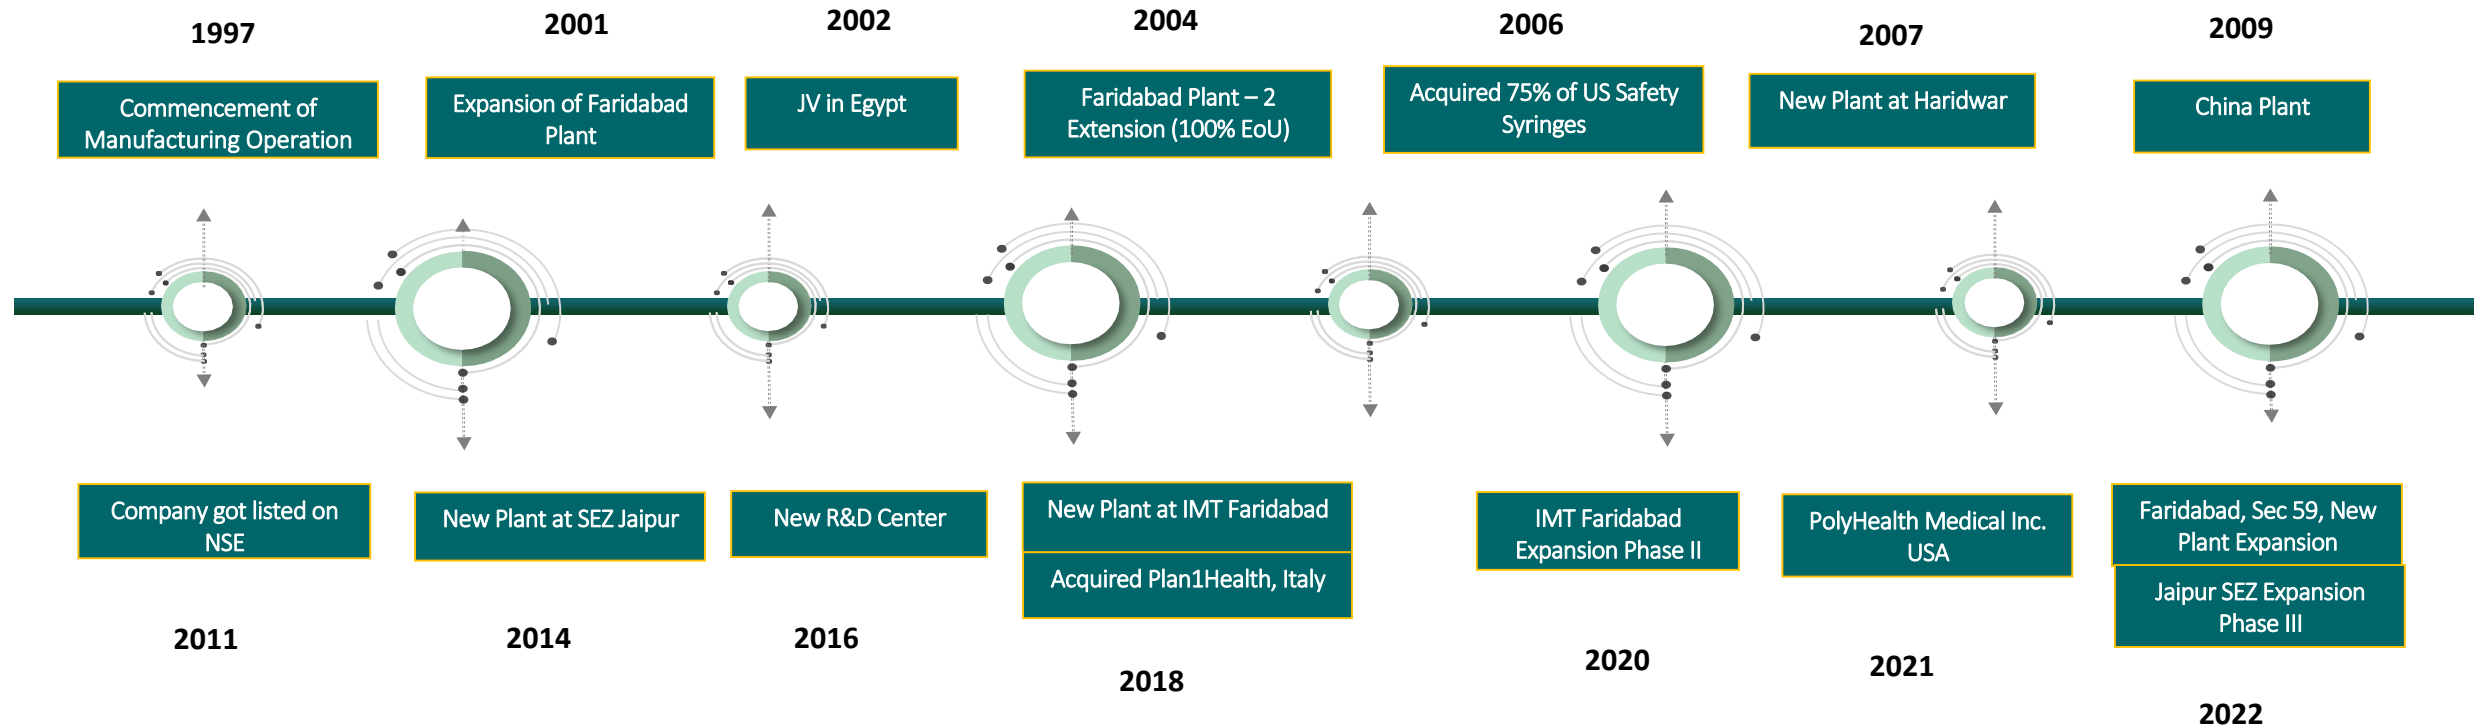 1997
2001
2002
2004
2006
2007
2009
Commencement of
Manufacturing Operation
Expansion of Faridabad
Plant
JV in Egypt
Faridabad Plant – 2
Extension (100% EoU)
Acquired 75% of US Safety
Syringes
New Plant at Haridwar
China Plant
Company got listed on
NSE
New Plant at SEZ Jaipur
New R&D Center
New Plant at IMT Faridabad
Acquired Plan1Health, Italy
IMT Faridabad
Expansion Phase II
PolyHealth Medical Inc.
USA
Faridabad, Sec 59, New
Plant Expansion
Jaipur SEZ Expansion
Phase III
2011
2014
2016
2018
2020
2021
2022